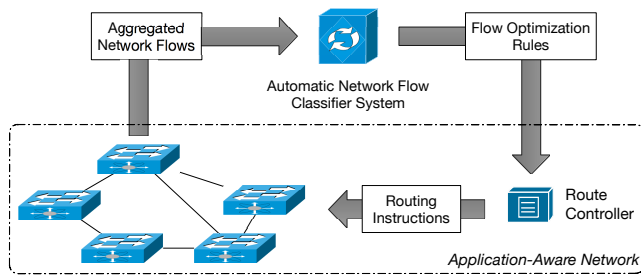 Aggregated
Network Flows
Flow Optimization
Rules
Automatic Network Flow
Classifier System
Routing
Instructions
Route
Controller
Application-Aware Network